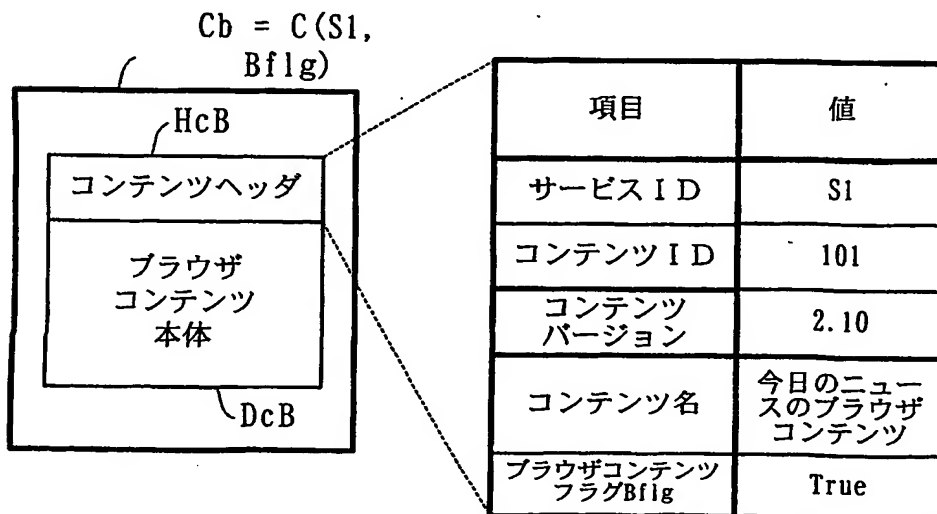 Cb = C(S1,
Bflg)
HcB
コンテンツヘッダ
ブラウザ
コンテンツ
本体
DcB
項目 値
サービスID S1
コンテンツID 101
コンテンツ
バージョン
2.10
コンテンツ名
今日のニュー
スのブラウザ
コンテンツ
ブラウザコンテンツ
フラグBflg
True